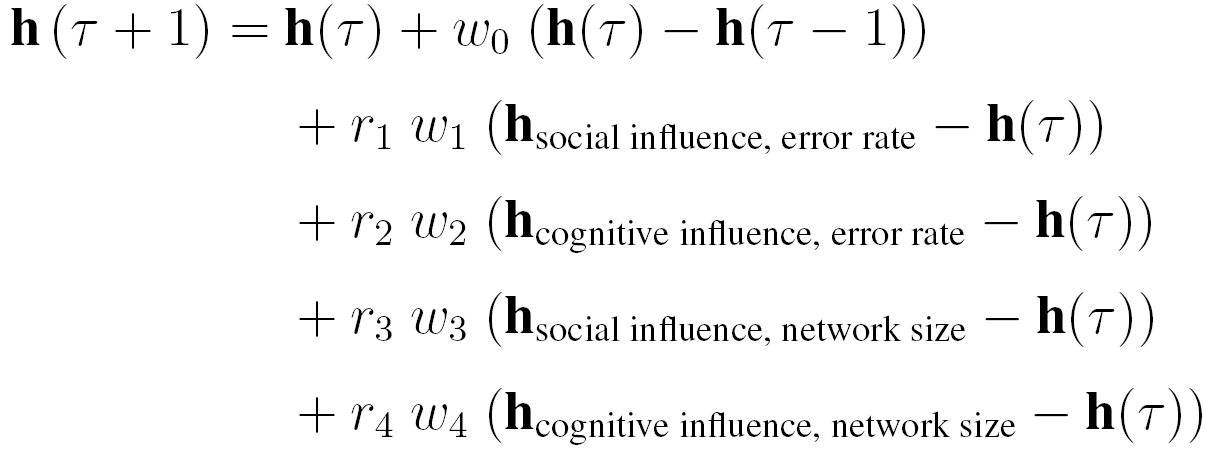 h (τ + 1) = h(τ) + w₀ (h(τ) − h(τ − 1))
+ r₁ w₁ (h_social influence, error rate − h(τ))
+ r₂ w₂ (h_cognitive influence, error rate − h(τ))
+ r₃ w₃ (h_social influence, network size − h(τ))
+ r₄ w₄ (h_cognitive influence, network size − h(τ))